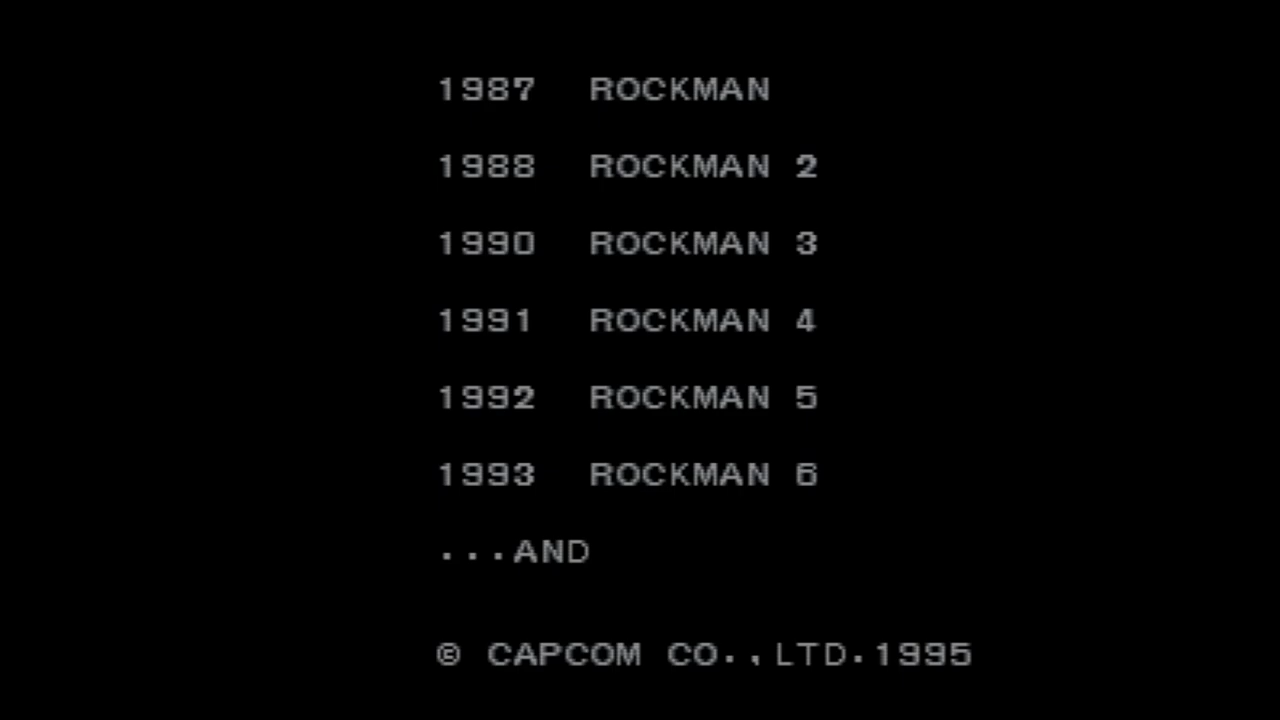 1987 ROCKMAN
1988 ROCKMAN 2
1990 ROCKMAN 3
1991 ROCKMAN 4
1992 ROCKMAN 5
1993 ROCKMAN 6
...AND
© CAPCOM CO.,LTD.1995